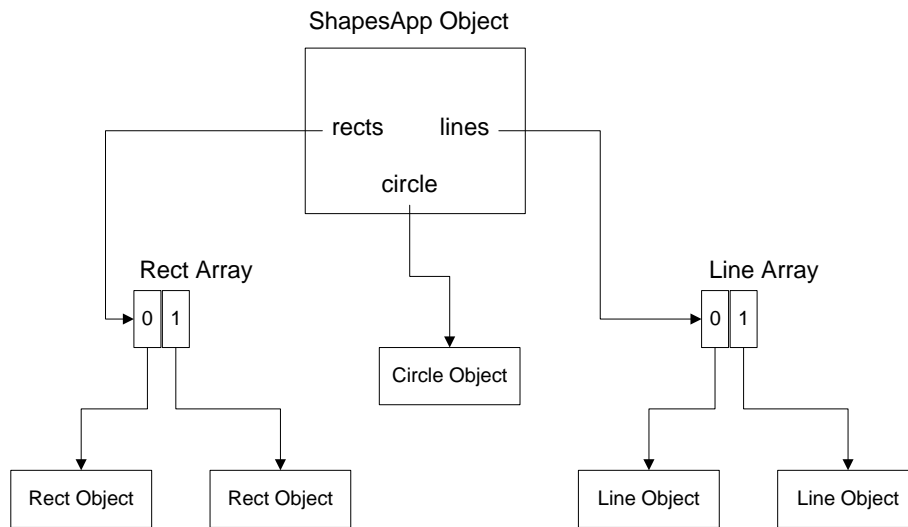 ShapesApp Object
rects lines
circle
Rect Array
Line Array
0 1
0 1
Circle Object
Rect Object
Rect Object
Line Object
Line Object